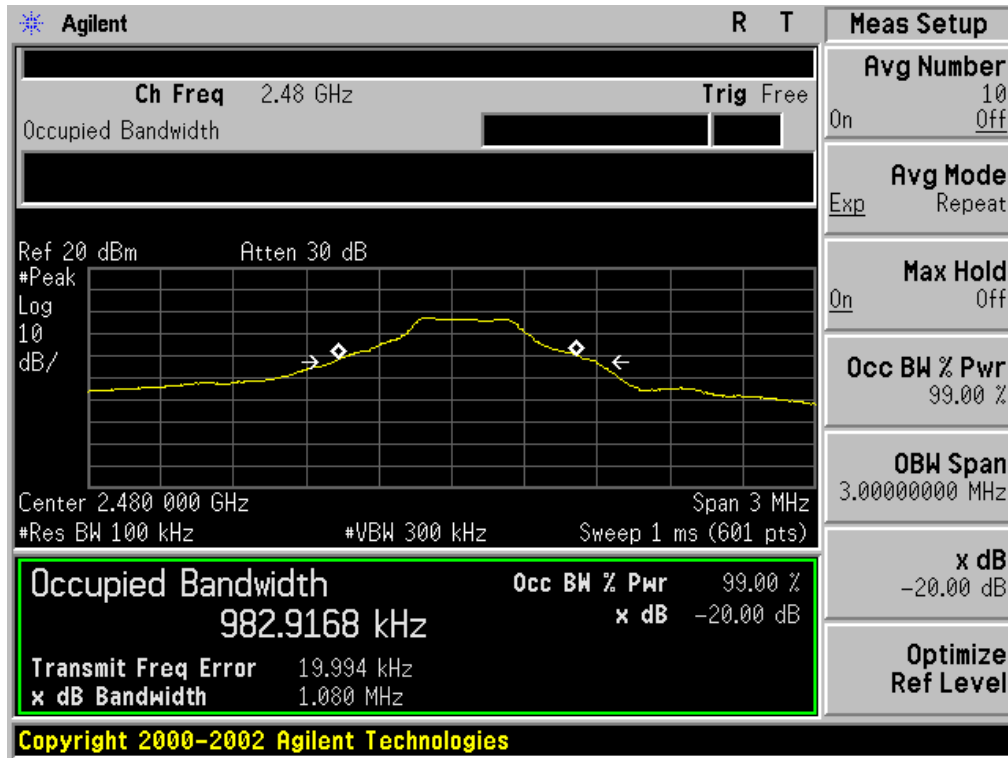 Agilent R T
Ch Freq 2.48 GHz Trig Free
Occupied Bandwidth
Ref 20 dBm Atten 30 dB
#Peak
Log
10
dB/
Center 2.480 000 GHz Span 3 MHz
#Res BW 100 kHz #VBW 300 kHz Sweep 1 ms (601 pts)
Occupied Bandwidth Occ BW % Pwr 99.00 %
982.9168 kHz x dB -20.00 dB
Transmit Freq Error 19.994 kHz
x dB Bandwidth 1.080 MHz
Copyright 2000-2002 Agilent Technologies
Meas Setup
Avg Number
10
On Off
Avg Mode
Exp Repeat
Max Hold
On Off
Occ BW % Pwr
99.00 %
OBW Span
3.00000000 MHz
x dB
-20.00 dB
Optimize
Ref Level